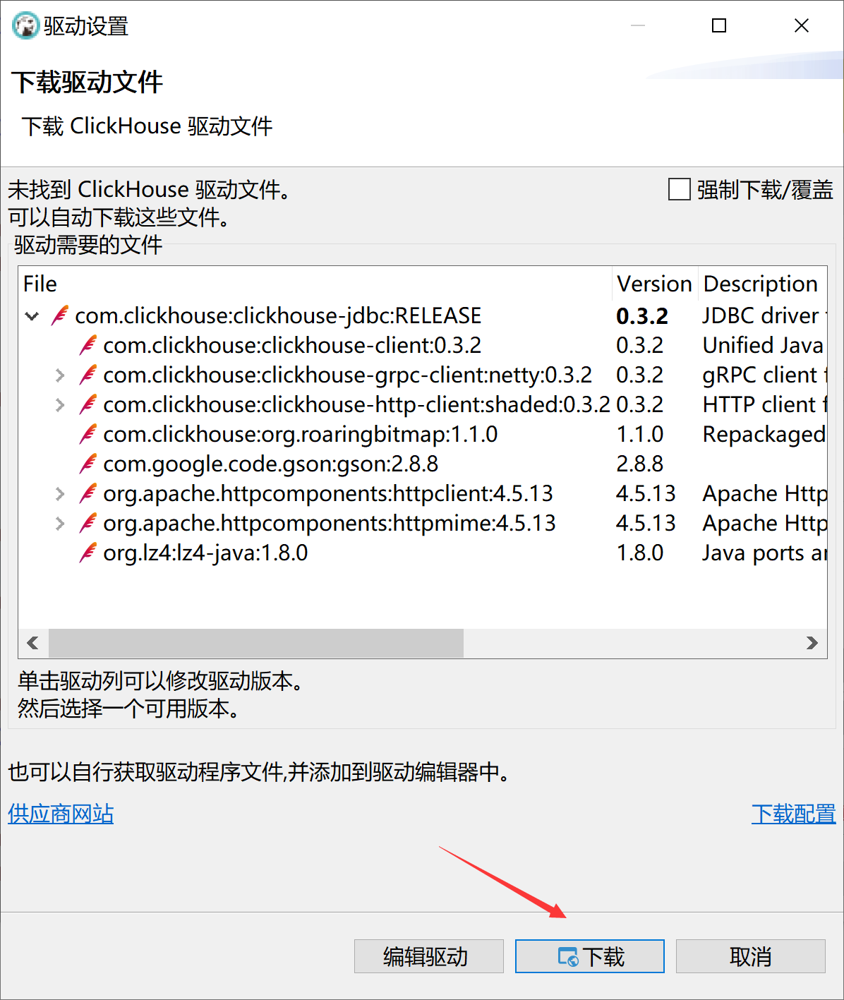 驱动设置
下载驱动文件
下载 ClickHouse 驱动文件
未找到 ClickHouse 驱动文件。
强制下载/覆盖
可以自动下载这些文件。
驱动需要的文件
File Version Description
com.clickhouse:clickhouse-jdbc:RELEASE 0.3.2 JDBC driver
com.clickhouse:clickhouse-client:0.3.2 0.3.2 Unified Java
com.clickhouse:clickhouse-grpc-client:netty:0.3.2 0.3.2 gRPC client f
com.clickhouse:clickhouse-http-client:shaded:0.3.2 0.3.2 HTTP client f
com.clickhouse:org.roaringbitmap:1.1.0 1.1.0 Repackaged
com.google.code.gson:gson:2.8.8 2.8.8
org.apache.httpcomponents:httpclient:4.5.13 4.5.13 Apache Http
org.apache.httpcomponents:httpmime:4.5.13 4.5.13 Apache Http
org.lz4:lz4-java:1.8.0 1.8.0 Java ports an
单击驱动列可以修改驱动版本。
然后选择一个可用版本。
也可以自行获取驱动程序文件,并添加到驱动编辑器中。
供应商网站 下载配置
编辑驱动 下载 取消